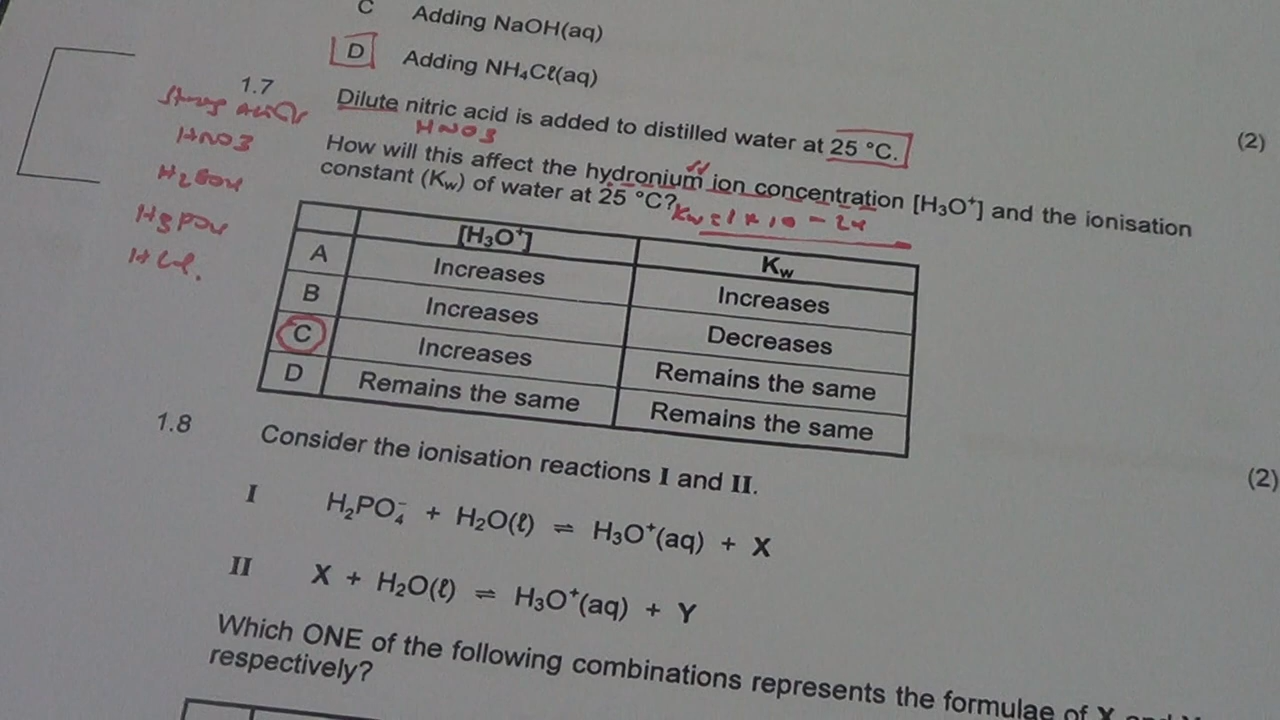 C Adding NaOH(aq)
D Adding NH₄Cℓ(aq)
1.7 Dilute nitric acid is added to distilled water at 25 °C. (2)
HNO3
How will this affect the hydronium ion concentration [H₃O⁺] and the ionisation
constant (Kw) of water at 25 °C?
Kw = 1 x 10 - 24
Strong
HNO3
H3PO4
HCl.
[H₃O⁺] Kw
A Increases Increases
B Increases Decreases
C Increases Remains the same
D Remains the same Remains the same
(2)
1.8 Consider the ionisation reactions I and II.
I H₂PO₄⁻ + H₂O(ℓ) ⇌ H₃O⁺(aq) + X
II X + H₂O(ℓ) ⇌ H₃O⁺(aq) + Y
Which ONE of the following combinations represents the formulae of X and
respectively?